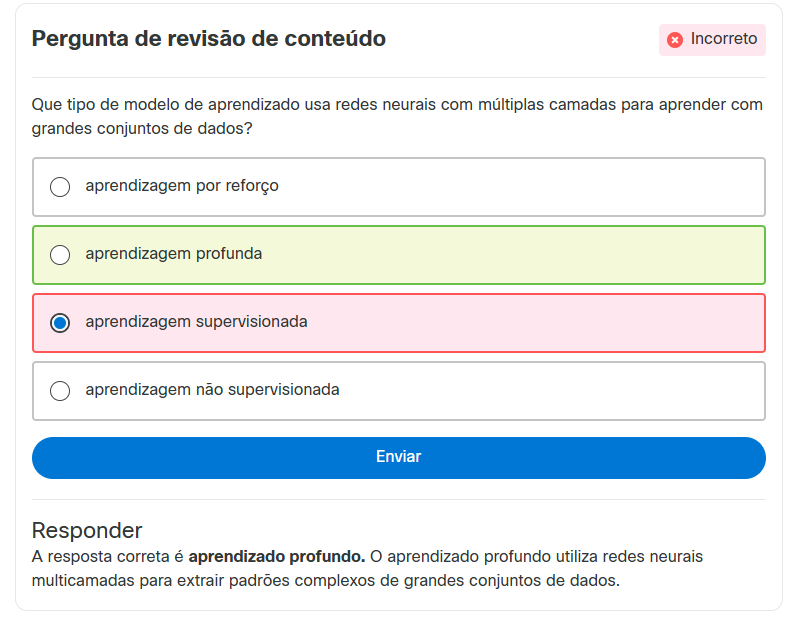 Pergunta de revisão de conteúdo
Incorreto
Que tipo de modelo de aprendizado usa redes neurais com múltiplas camadas para aprender com
grandes conjuntos de dados?
aprendizagem por reforço
aprendizagem profunda
aprendizagem supervisionada
aprendizagem não supervisionada
Enviar
Responder
A resposta correta é aprendizado profundo. O aprendizado profundo utiliza redes neurais
multicamadas para extrair padrões complexos de grandes conjuntos de dados.